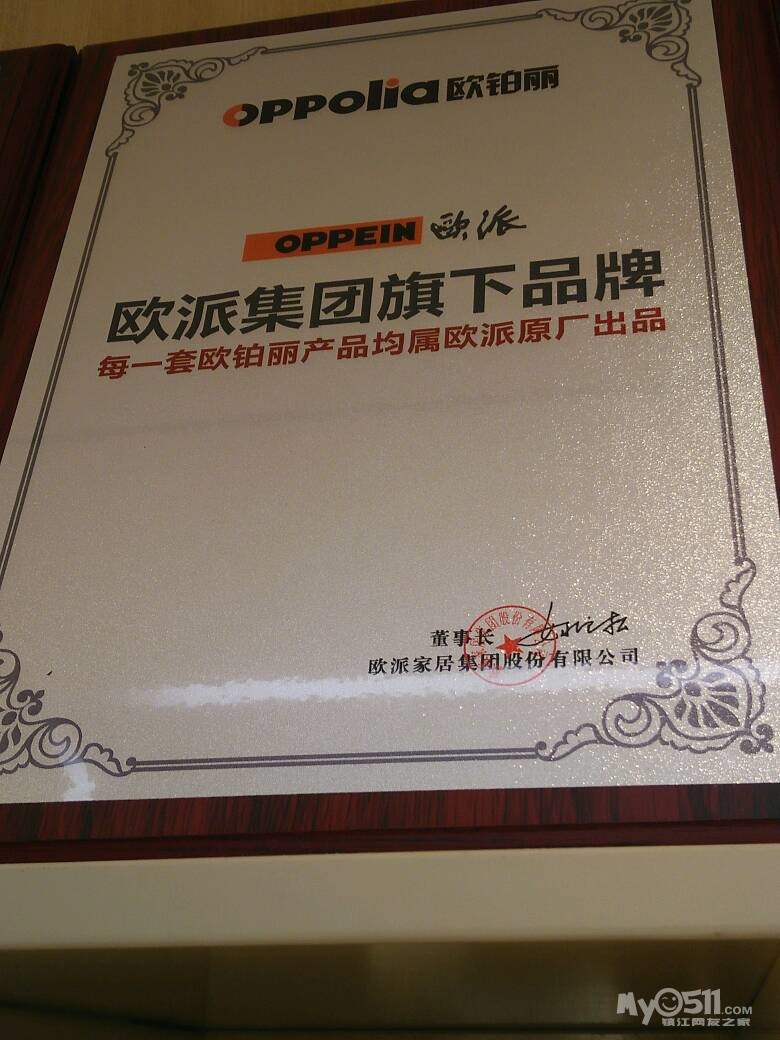 oppolia欧铂丽
OPPEIN 歐派
欧派集团旗下品牌
每一套欧铂丽产品均属欧派原厂出品
董事长
欧派家居集团股份有限公司
My0511.com
镇江网友之家